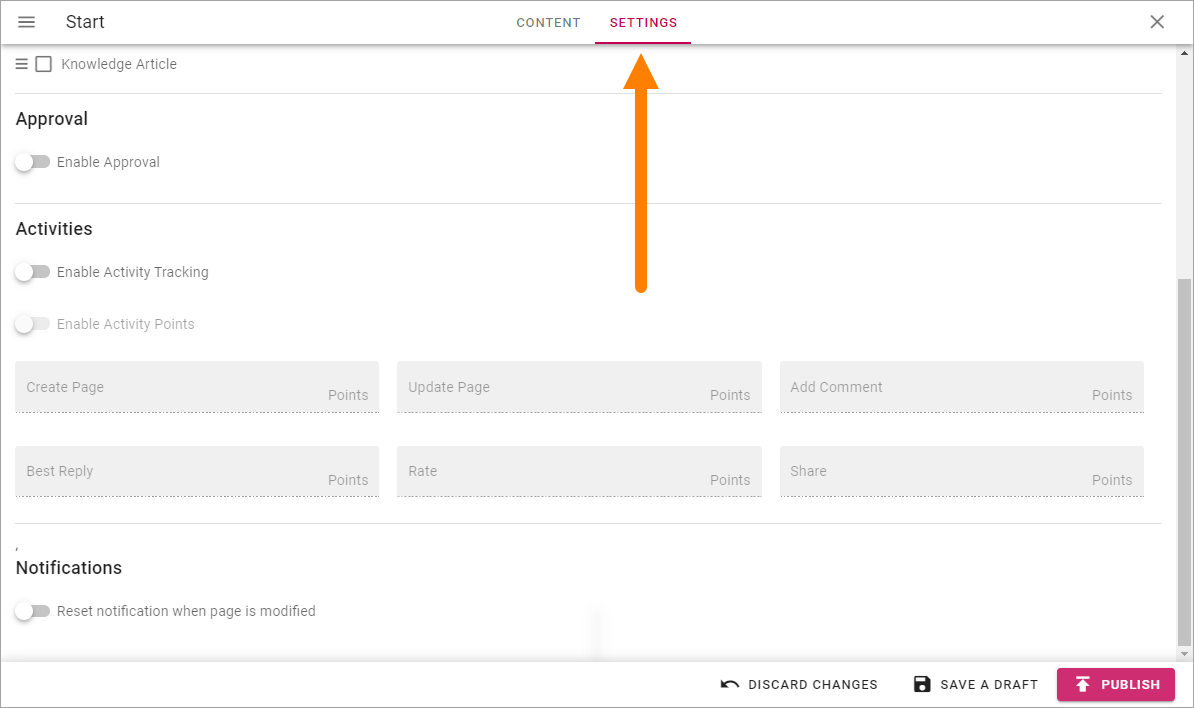 Start CONTENT SETTINGS
Knowledge Article
Approval
Enable Approval
Activities
Enable Activity Tracking
Enable Activity Points
Create Page Points Update Page Points Add Comment Points
Best Reply Points Rate Points Share Points
,
Notifications
Reset notification when page is modified
DISCARD CHANGES SAVE A DRAFT PUBLISH